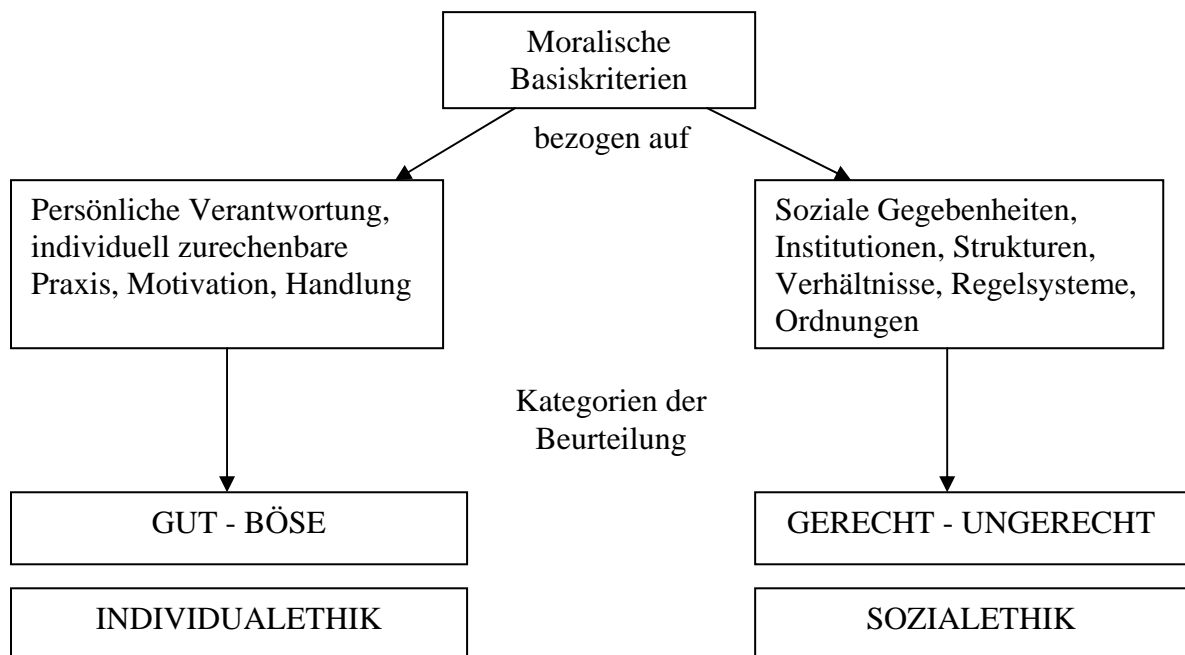 Moralische
Basiskriterien
bezogen auf
Persönliche Verantwortung,
individuell zurechenbare
Praxis, Motivation, Handlung
Soziale Gegebenheiten,
Institutionen, Strukturen,
Verhältnisse, Regelsysteme,
Ordnungen
Kategorien der
Beurteilung
GUT - BÖSE
GERECHT - UNGERECHT
INDIVIDUALETHIK
SOZIALETHIK